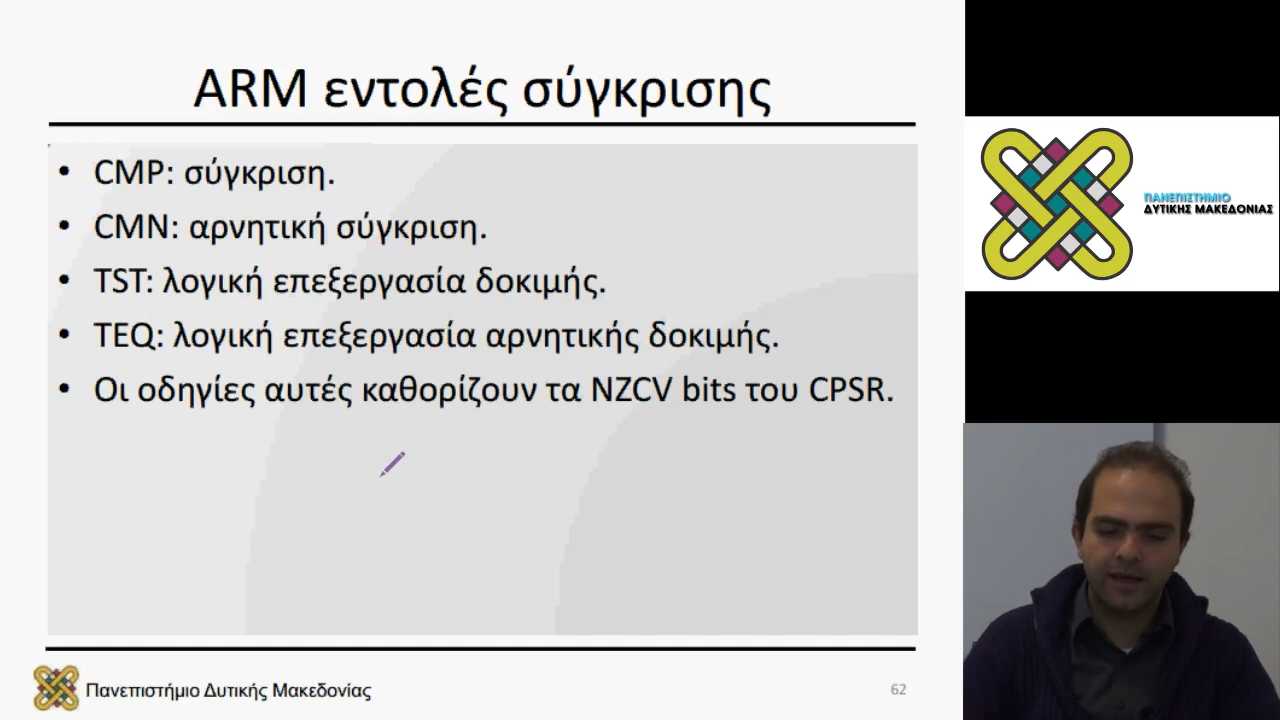 ARM εντολές σύγκρισης
• CMP: σύγκριση.
• CMN: αρνητική σύγκριση.
• TST: λογική επεξεργασία δοκιμής.
• TEQ: λογική επεξεργασία αρνητικής δοκιμής.
• Οι οδηγίες αυτές καθορίζουν τα NZCV bits του CPSR.
Πανεπιστήμιο Δυτικής Μακεδονίας
62
ΠΑΝΕΠΙΣΤΗΜΙΟ
ΔΥΤΙΚΗΣ ΜΑΚΕΔΟΝΙΑΣ